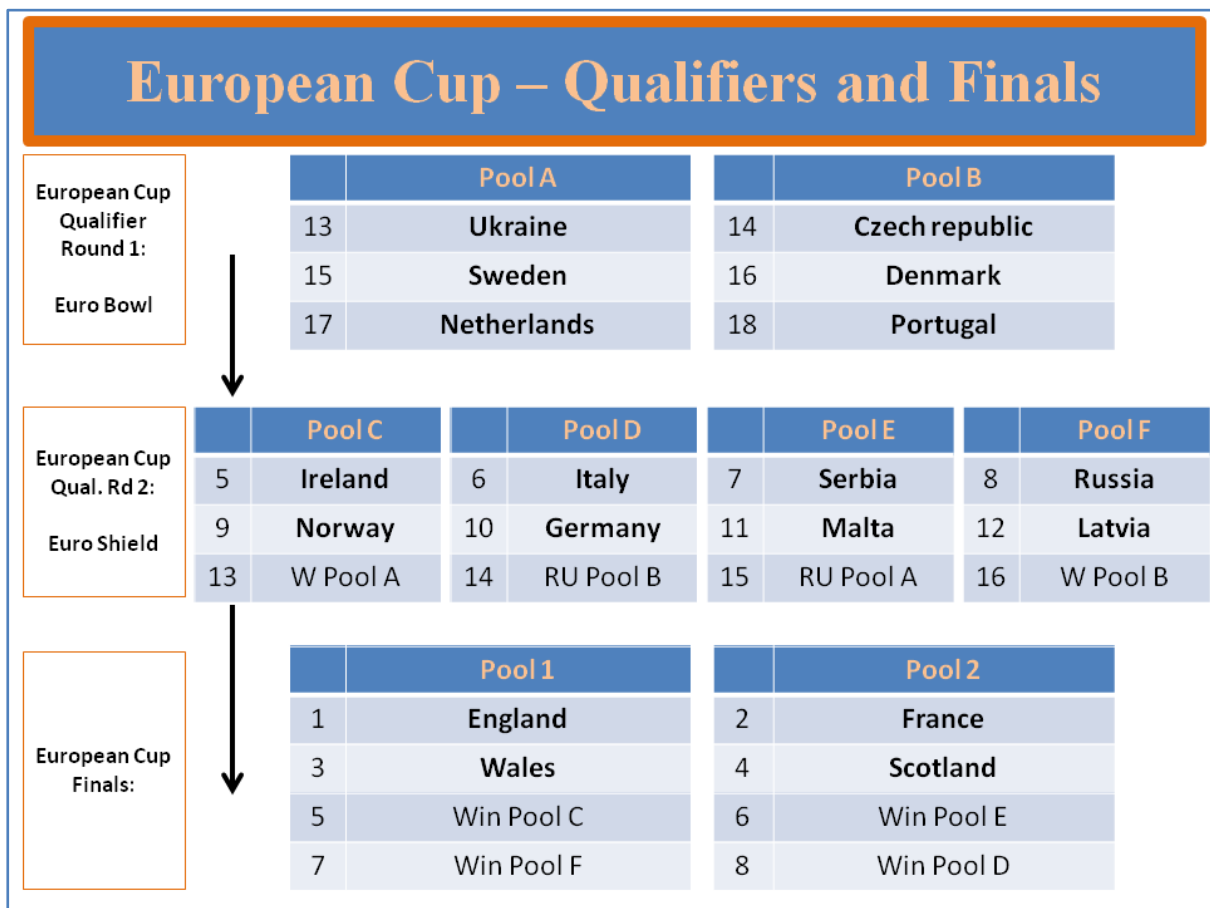 European Cup – Qualifiers and Finals
European Cup
Qualifier
Round 1:
Euro Bowl
Pool A
13 Ukraine
15 Sweden
17 Netherlands
Pool B
14 Czech republic
16 Denmark
18 Portugal
European Cup
Qual. Rd 2:
Euro Shield
Pool C
5 Ireland
9 Norway
13 W Pool A
Pool D
6 Italy
10 Germany
14 RU Pool B
Pool E
7 Serbia
11 Malta
15 RU Pool A
Pool F
8 Russia
12 Latvia
16 W Pool B
European Cup
Finals:
Pool 1
1 England
3 Wales
5 Win Pool C
7 Win Pool F
Pool 2
2 France
4 Scotland
6 Win Pool E
8 Win Pool D